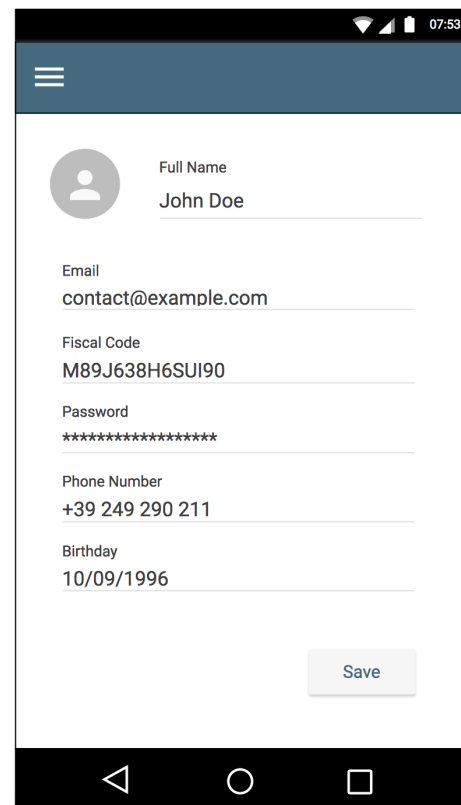 07:53
Full Name
John Doe
Email
contact@example.com
Fiscal Code
M89J638H6SUI90
Password
******************
Phone Number
+39 249 290 211
Birthday
10/09/1996
Save